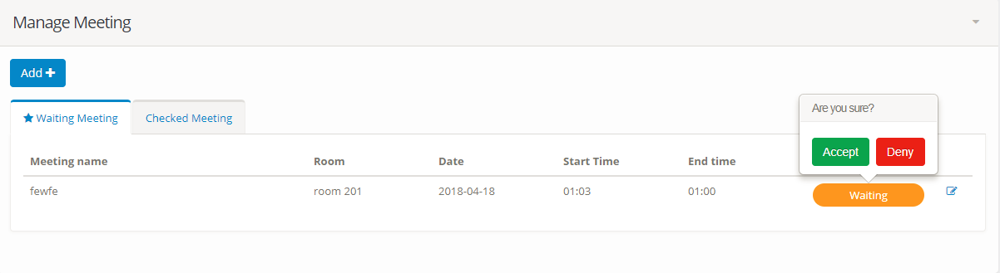 Manage Meeting
Add
Waiting Meeting Checked Meeting
Are you sure?
Accept Deny
Meeting name Room Date Start Time End time
fewfe room 201 2018-04-18 01:03 01:00 Waiting